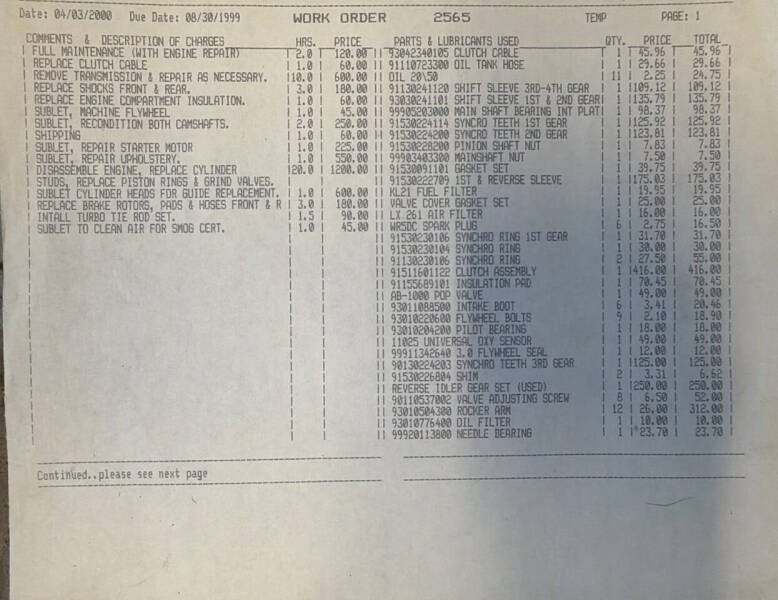 Date: 04/03/2000 Due Date: 08/30/1999 WORK ORDER 2565 TEMP PAGE: 1
COMMENTS & DESCRIPTION OF CHARGES HRS. PRICE PARTS & LUBRICANTS USED QTY. PRICE TOTAL
FULL MAINTENANCE (WITH ENGINE REPAIR) 2.0 120.00 93042340105 CLUTCH CABLE 1 45.96 45.96
REPLACE CLUTCH CABLE 1.0 60.00 91110723300 OIL TANK HOSE 1 29.66 29.66
REMOVE TRANSMISSION & REPAIR AS NECESSARY. 10.0 600.00 OIL 20\50 11 2.25 24.75
REPLACE SHOCKS FRONT & REAR. 3.0 180.00 91130241120 SHIFT SLEEVE 3RD-4TH GEAR 1 109.12 109.12
REPLACE ENGINE COMPARTMENT INSULATION. 1.0 60.00 93030241101 SHIFT SLEEVE 1ST & 2ND GEAR 1 135.79 135.79
SUBLET, MACHINE FLYWHEEL 1.0 45.00 99905203000 MAIN SHAFT BEARING INT PLAT 1 98.37 98.37
SUBLET, RECONDITION BOTH CAMSHAFTS. 2.0 250.00 91530224114 SYNCRO TEETH 1ST GEAR 1 125.92 125.92
SHIPPING 1.0 60.00 91530224200 SYNCRO TEETH 2ND GEAR 1 123.81 123.81
SUBLET, REPAIR STARTER MOTOR 1.0 225.00 91530228200 PINION SHAFT NUT 1 7.83 7.83
SUBLET, REPAIR UPHOLSTERY. 1.0 550.00 99903403300 MAINSHAFT NUT 1 7.50 7.50
DISASSEMBLE ENGINE, REPLACE CYLINDER 20.0 1200.00 91530091101 GASKET SET 1 39.75 39.75
STUDS, REPLACE PISTON RINGS & GRIND VALVES. 91530222709 1ST & REVERSE SLEEVE 1 175.03 175.03
SUBLET CYLINDER HEADS FOR GUIDE REPLACEMENT. 1.0 600.00 KL21 FUEL FILTER 1 19.95 19.95
REPLACE BRAKE ROTORS, PADS & HOSES FRONT & R 3.0 180.00 VALVE COVER GASKET SET 1 25.00 25.00
INTALL TURBO TIE ROD SET. 1.5 90.00 LX 261 AIR FILTER 1 16.00 16.00
SUBLET TO CLEAN AIR FOR SMOG CERT. 1.0 45.00 WR5DC SPARK PLUG 6 2.75 16.50
91530230106 SYNCHRO RING 1ST GEAR 1 31.70 31.70
91530230104 SYNCHRO RING 1 30.00 30.00
91130230106 SYNCHRO RING 2 27.50 55.00
91511601122 CLUTCH ASSEMBLY 1 416.00 416.00
91155689101 INSULATION PAD 1 70.45 70.45
AB-1000 POP VALVE 1 49.00 49.00
93011088500 INTAKE BOOT 6 3.41 20.46
93010220600 FLYWHEEL BOLTS 9 2.10 18.90
93010204200 PILOT BEARING 1 18.00 18.00
11025 UNIVERSAL OXY SENSOR 1 49.00 49.00
99911342640 3.0 FLYWHEEL SEAL 1 12.00 12.00
90130224203 SYNCHRO TEETH 3RD GEAR 1 125.00 125.00
91530226804 SHIM 2 3.31 6.62
REVERSE IDLER GEAR SET (USED) 1 250.00 250.00
90110537002 VALVE ADJUSTING SCREW 8 6.50 52.00
93010504300 ROCKER ARM 12 26.00 312.00
93010776400 OIL FILTER 1 10.00 10.00
99920113800 NEEDLE BEARING 1 23.70 23.70
Continued..please see next page